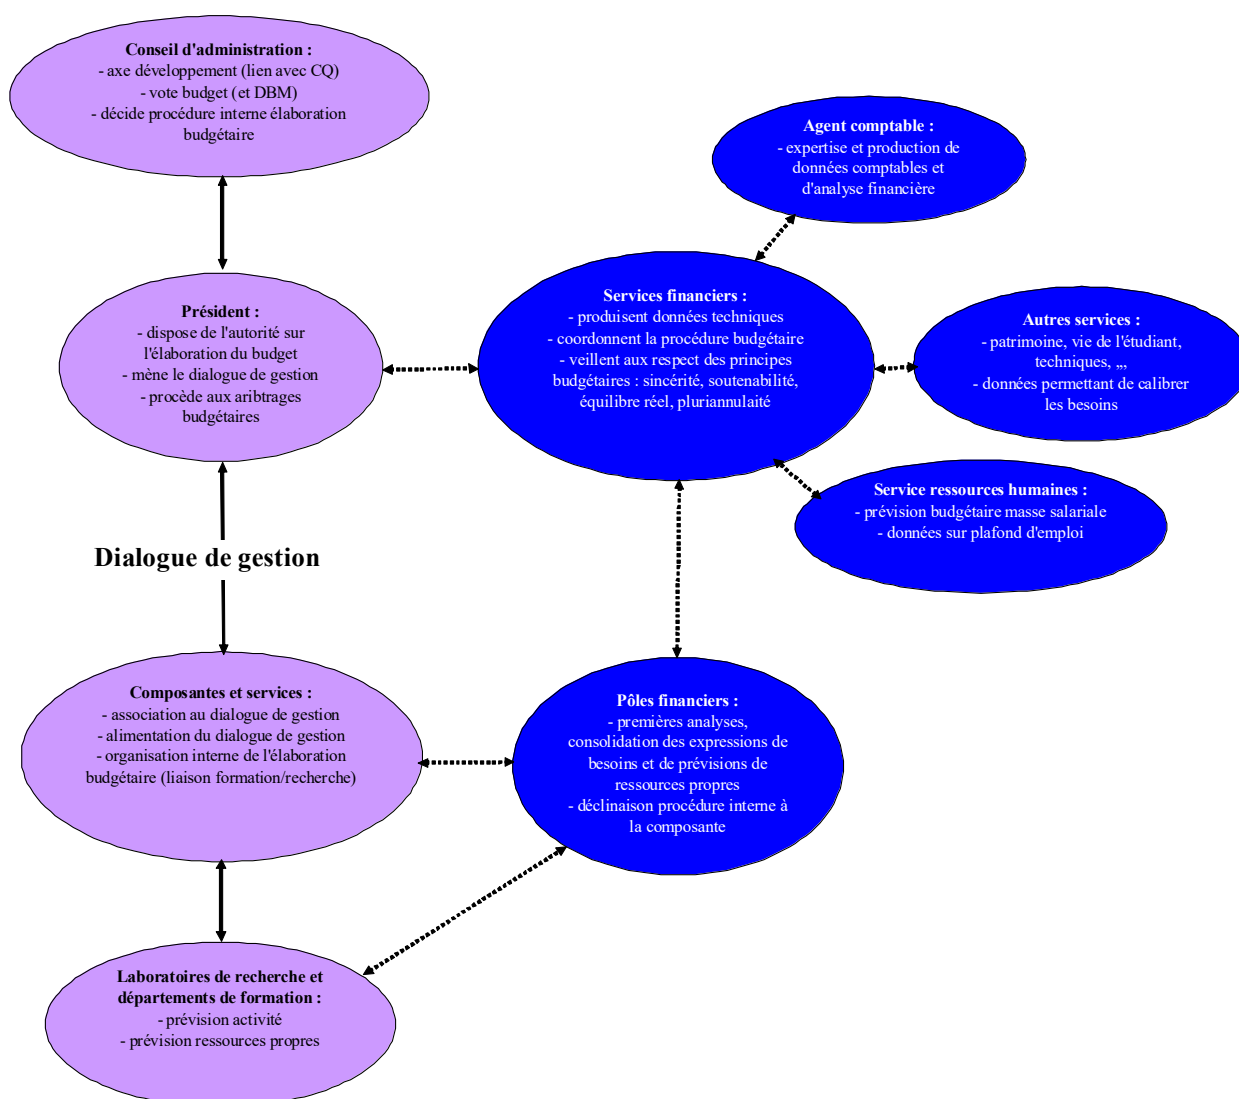 Conseil d'administration :
- axe développement (lien avec CQ)
- vote budget (et DBM)
- décide procédure interne élaboration
budgétaire
Agent comptable :
- expertise et production de
données comptables et
d'analyse financière
Président :
- dispose de l'autorité sur
l'élaboration du budget
- mène le dialogue de gestion
- procède aux aribtrages
budgétaires
Services financiers :
- produisent données techniques
- coordonnent la procédure budgétaire
- veillent aux respect des principes
budgétaires : sincérité, soutenabilité,
équilibre réel, pluriannulaité
Autres services :
- patrimoine, vie de l'étudiant,
techniques, ,,,
- données permettant de calibrer
les besoins
Service ressources humaines :
- prévision budgétaire masse salariale
- données sur plafond d'emploi
Dialogue de gestion
Composantes et services :
- association au dialogue de gestion
- alimentation du dialogue de gestion
- organisation interne de l'élaboration
budgétaire (liaison formation/recherche)
Pôles financiers :
- premières analyses,
consolidation des expressions de
besoins et de prévisions de
ressources propres
- déclinaison procédure interne à
la composante
Laboratoires de recherche et
départements de formation :
- prévision activité
- prévision ressources propres